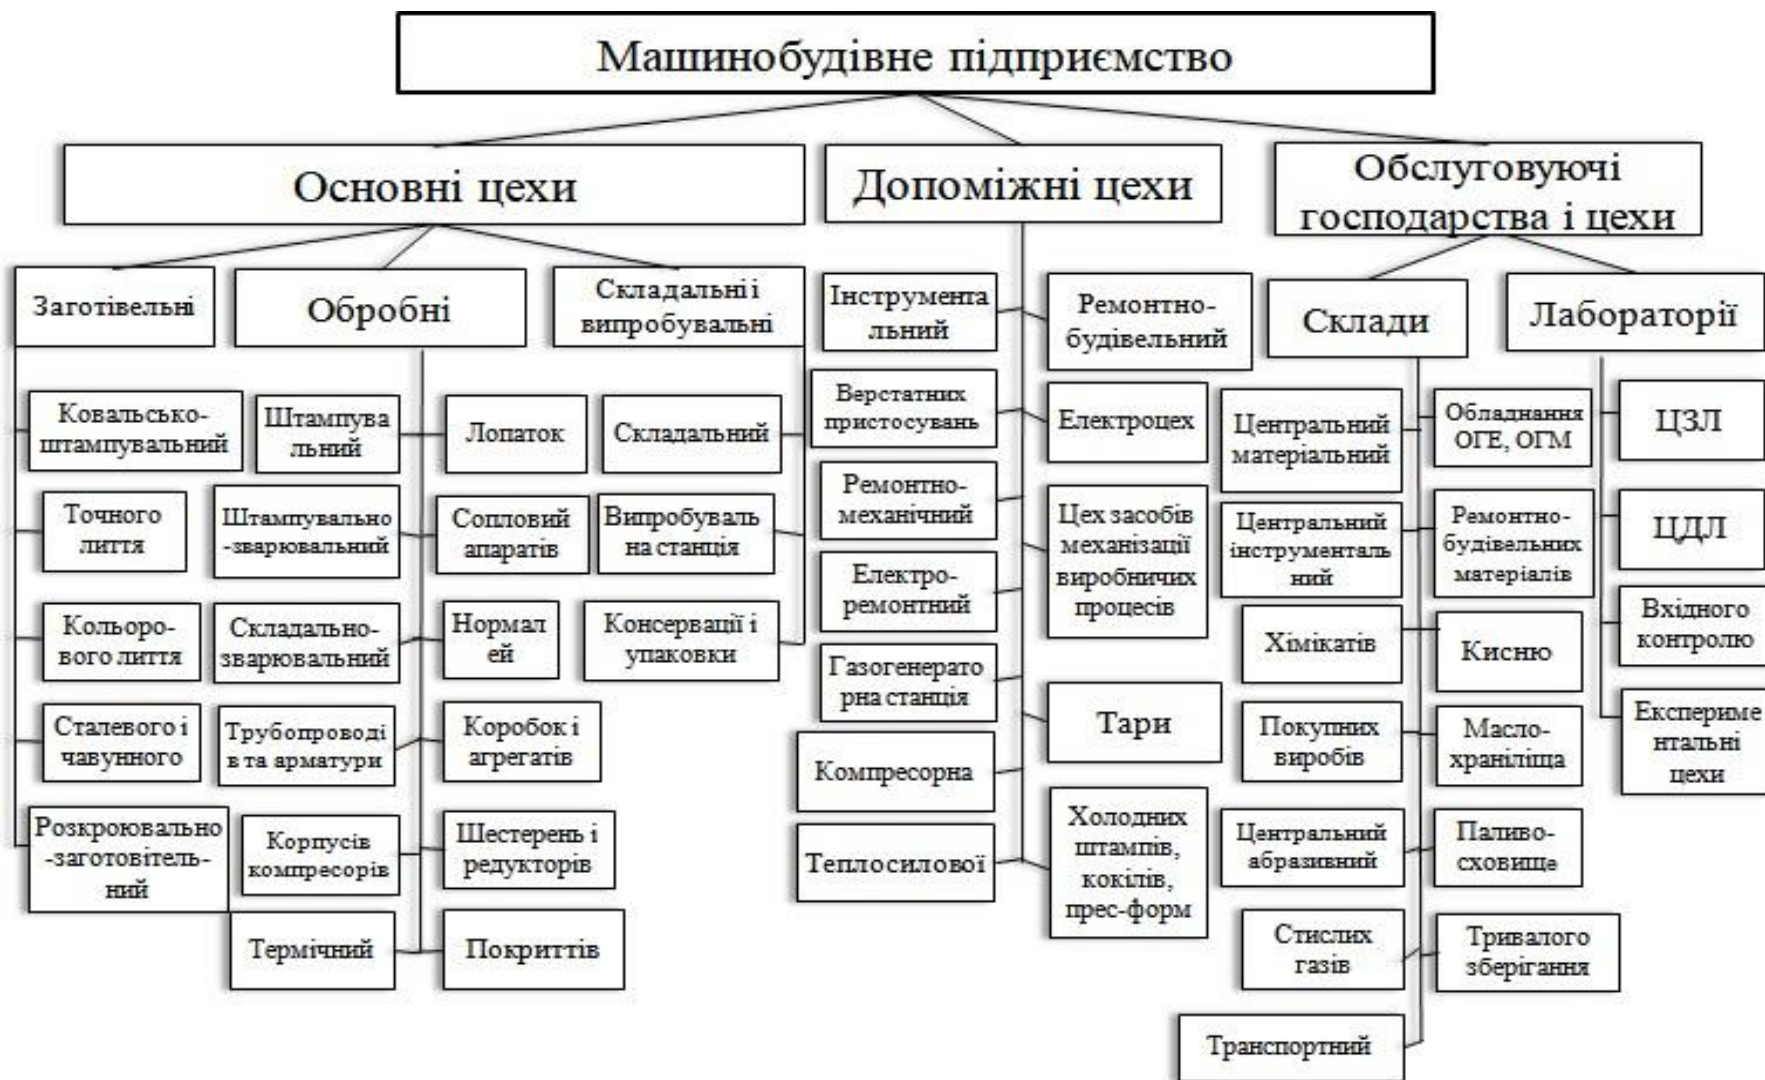 Машинобудівне підприємство
Основні цехи
Допоміжні цехи
Обслуговуючі
господарства і цехи
Заготівельні
Обробні
Складальні і
випробувальні
Ковальсько-
штампувальний
Точного
лиття
Кольоро-
вого лиття
Сталевого і
чавунного
Розкроювально
-заготовітель-
ний
Штампува
льний
Штампувально
-зварювальний
Складально-
зварювальний
Трубопроводі
в та арматури
Корпусів
компресорів
Термічний
Лопаток
Сопловий
апаратів
Нормал
ей
Коробок і
агрегатів
Шестерень і
редукторів
Покриттів
Складальний
Випробуваль
на станція
Консервації і
упаковки
Інструмента
льний
Верстатних
пристосувань
Ремонтно-
механічний
Електро-
ремонтний
Газогенерато
рна станція
Компресорна
Теплосилової
Ремонтно-
будівельний
Електроцех
Цех засобів
механізації
виробничих
процесів
Тари
Холодних
штампів,
кокілів,
прес-форм
Склади
Лабораторії
Центральний
матеріальний
Центральний
інструменталь
ний
Хімікатів
Покупних
виробів
Центральний
абразивний
Стислих
газів
Транспортний
Обладнання
ОГЕ, ОГМ
Ремонтно-
будівельних
матеріалів
Кисню
Масло-
храніліща
Паливо-
сховище
Тривалого
зберігання
ЦЗЛ
ЦДЛ
Вхідного
контролю
Експериме
нтальні
цехи